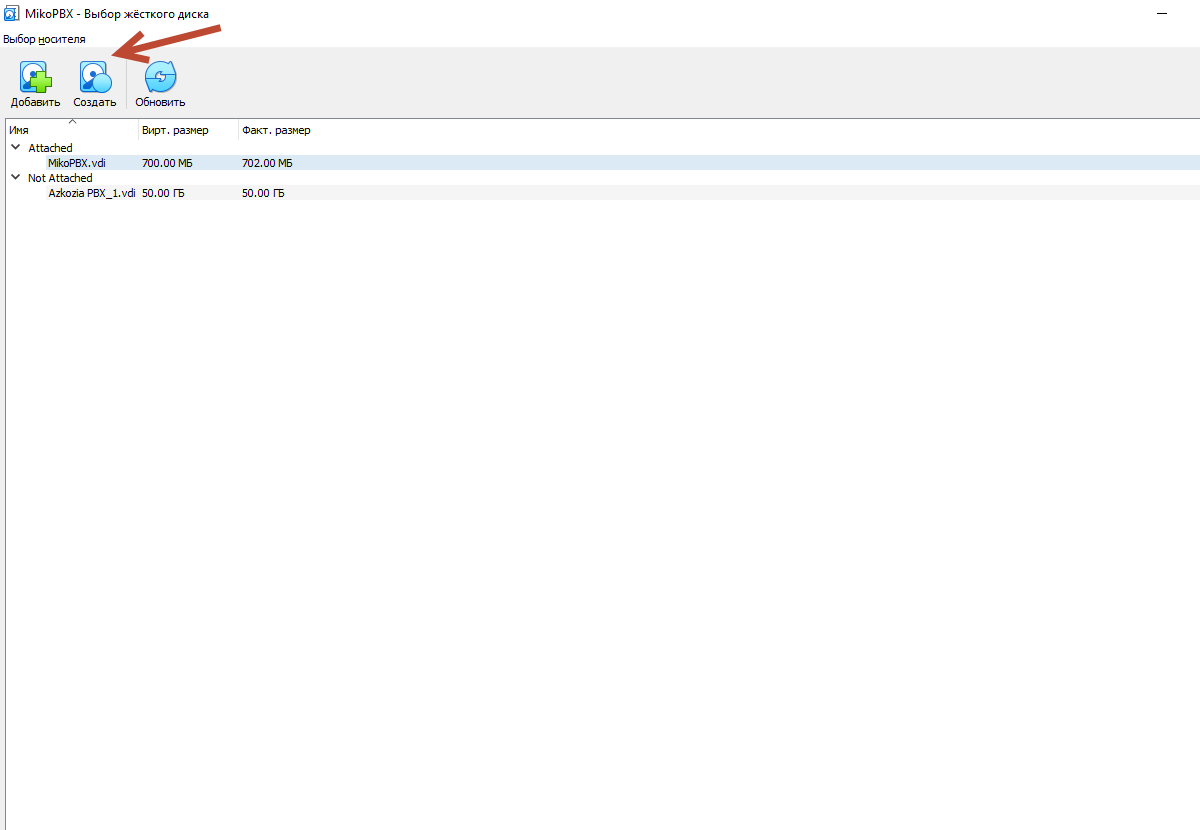 MikoPBX - Выбор жёсткого диска
Выбор носителя
Добавить Создать Обновить
Имя Вирт. размер Факт. размер
Attached
MikoPBX.vdi 700.00 МБ 702.00 МБ
Not Attached
Azkozia PBX_1.vdi 50.00 ГБ 50.00 ГБ